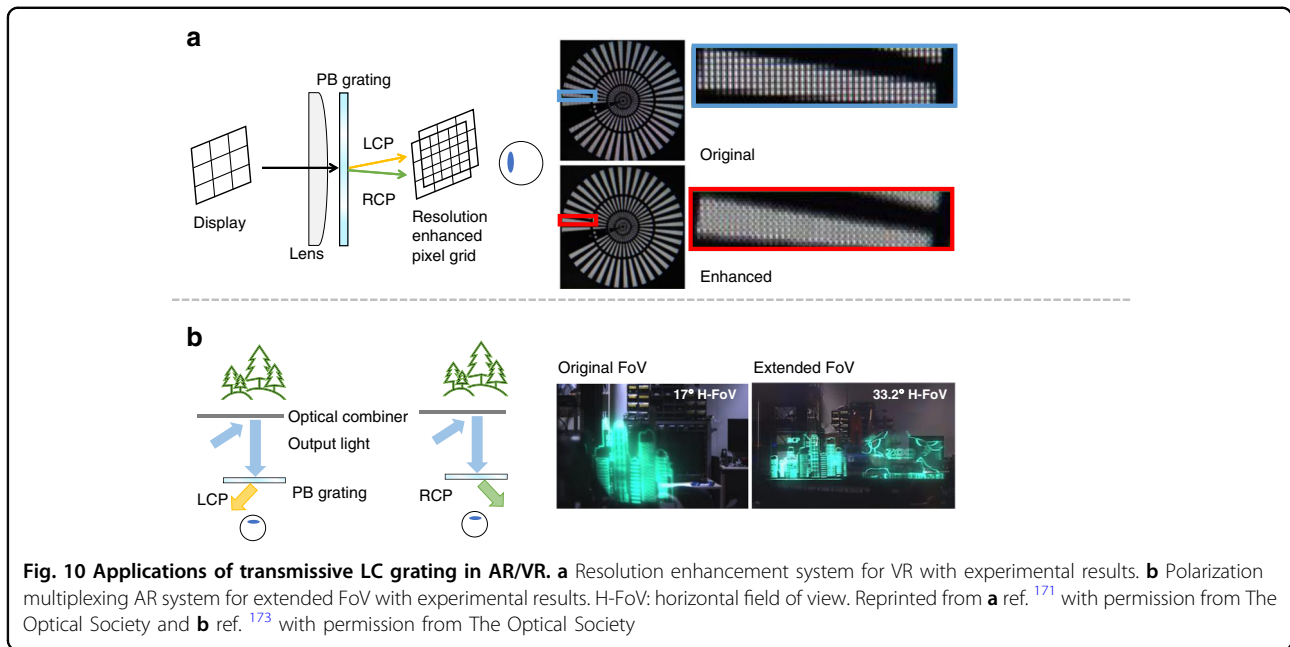 a
PB grating
LCP
RCP
Display
Lens
Resolution
enhanced
pixel grid
Original
Enhanced
b
Optical combiner
Output light
LCP
PB grating
RCP
Original FoV
17° H-FoV
Extended FoV
33.2° H-FoV
Fig. 10 Applications of transmissive LC grating in AR/VR. a Resolution enhancement system for VR with experimental results. b Polarization
multiplexing AR system for extended FoV with experimental results. H-FoV: horizontal field of view. Reprinted from a ref. 171 with permission from The
Optical Society and b ref. 173 with permission from The Optical Society